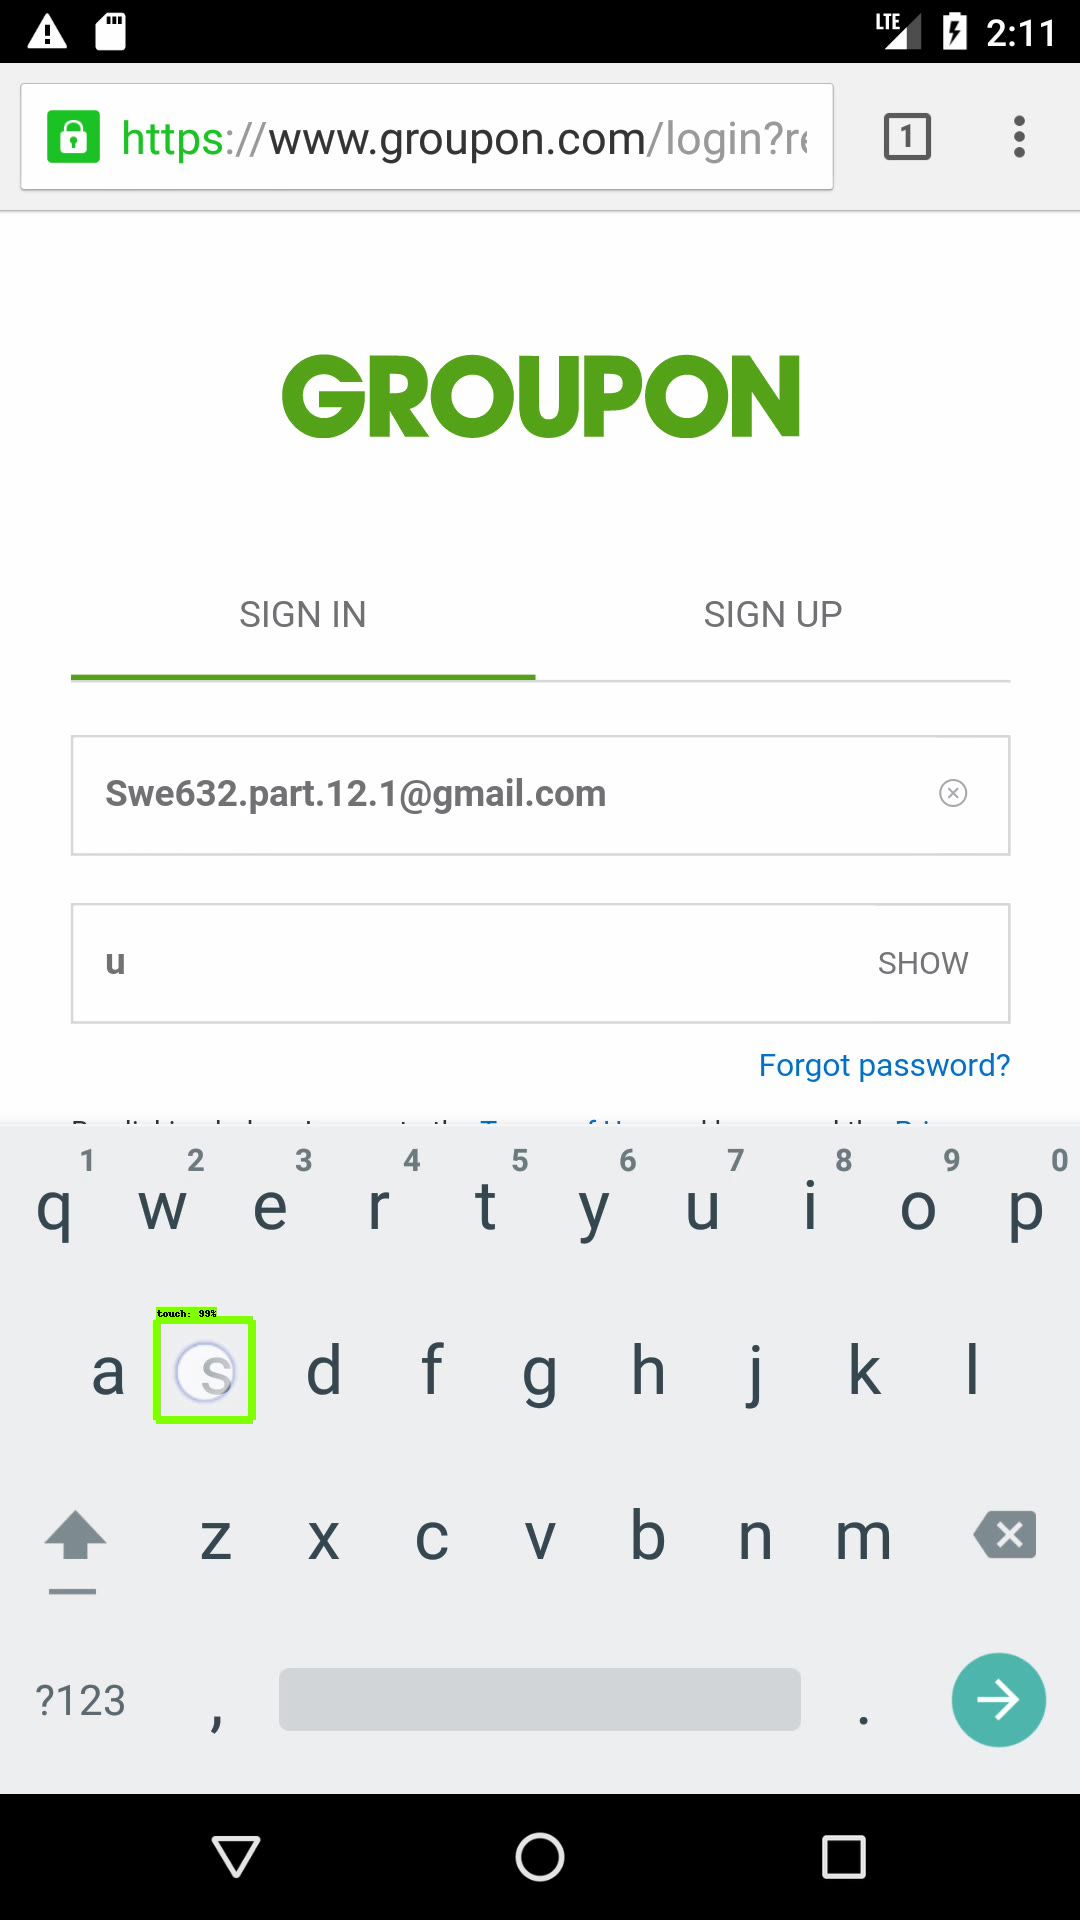 LTE 2:11
https://www.groupon.com/login?re
1
GROUPON
SIGN IN SIGN UP
Swe632.part.12.1@gmail.com
u SHOW
Forgot password?
1 2 3 4 5 6 7 8 9 0
q w e r t y u i o p
touch: 99%
a s d f g h j k l
z x c v b n m
?123 , .